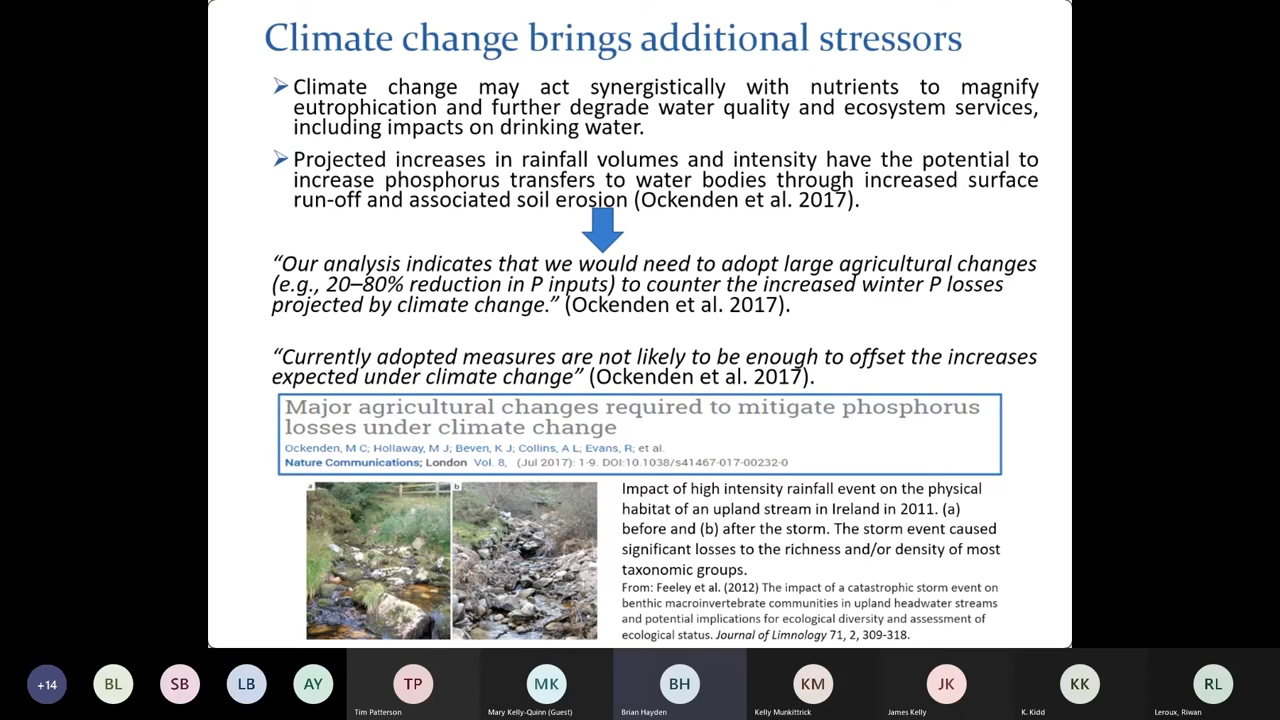 Climate change brings additional stressors
Climate change may act synergistically with nutrients to magnify
eutrophication and further degrade water quality and ecosystem services,
including impacts on drinking water.
Projected increases in rainfall volumes and intensity have the potential to
increase phosphorus transfers to water bodies through increased surface
run-off and associated soil erosion (Ockenden et al. 2017).
“Our analysis indicates that we would need to adopt large agricultural changes
(e.g., 20–80% reduction in P inputs) to counter the increased winter P losses
projected by climate change.” (Ockenden et al. 2017).
“Currently adopted measures are not likely to be enough to offset the increases
expected under climate change” (Ockenden et al. 2017).
Major agricultural changes required to mitigate phosphorus
losses under climate change
Ockenden, M C; Hollaway, M J; Beven, K J; Collins, A L; Evans, R; et al.
Nature Communications; London Vol. 8, (Jul 2017): 1-9. DOI:10.1038/s41467-017-00232-0
a
b
Impact of high intensity rainfall event on the physical
habitat of an upland stream in Ireland in 2011. (a)
before and (b) after the storm. The storm event caused
significant losses to the richness and/or density of most
taxonomic groups.
From: Feeley et al. (2012) The impact of a catastrophic storm event on
benthic macroinvertebrate communities in upland headwater streams
and potential implications for ecological diversity and assessment of
ecological status. Journal of Limnology 71, 2, 309-318.
+14
BL
SB
LB
AY
TP
MK
BH
KM
JK
KK
RL
Tim Patterson
Mary Kelly-Quinn (Guest)
Brian Hayden
Kelly Munkittrick
James Kelly
K. Kidd
Leroux, Riwan